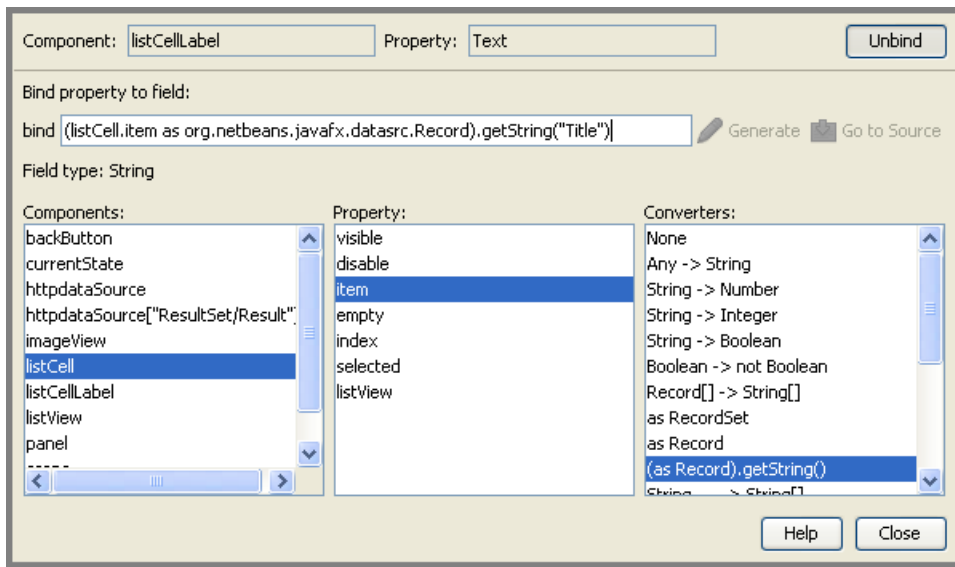 Component: listCellLabel Property: Text Unbind
Bind property to field:
bind (listCell.item as org.netbeans.javafx.datasrc.Record).getString("Title") Generate Go to Source
Field type: String
Components: Property: Converters:
backButton visible None
currentState disable Any -> String
httpdataSource item String -> Number
httpdataSource["ResultSet/Result"] empty String -> Integer
imageView index String -> Boolean
listCell selected Boolean -> not Boolean
listCellLabel listView Record[] -> String[]
listView as RecordSet
panel as Record
(as Record).getString()
String -> String[]
Help Close